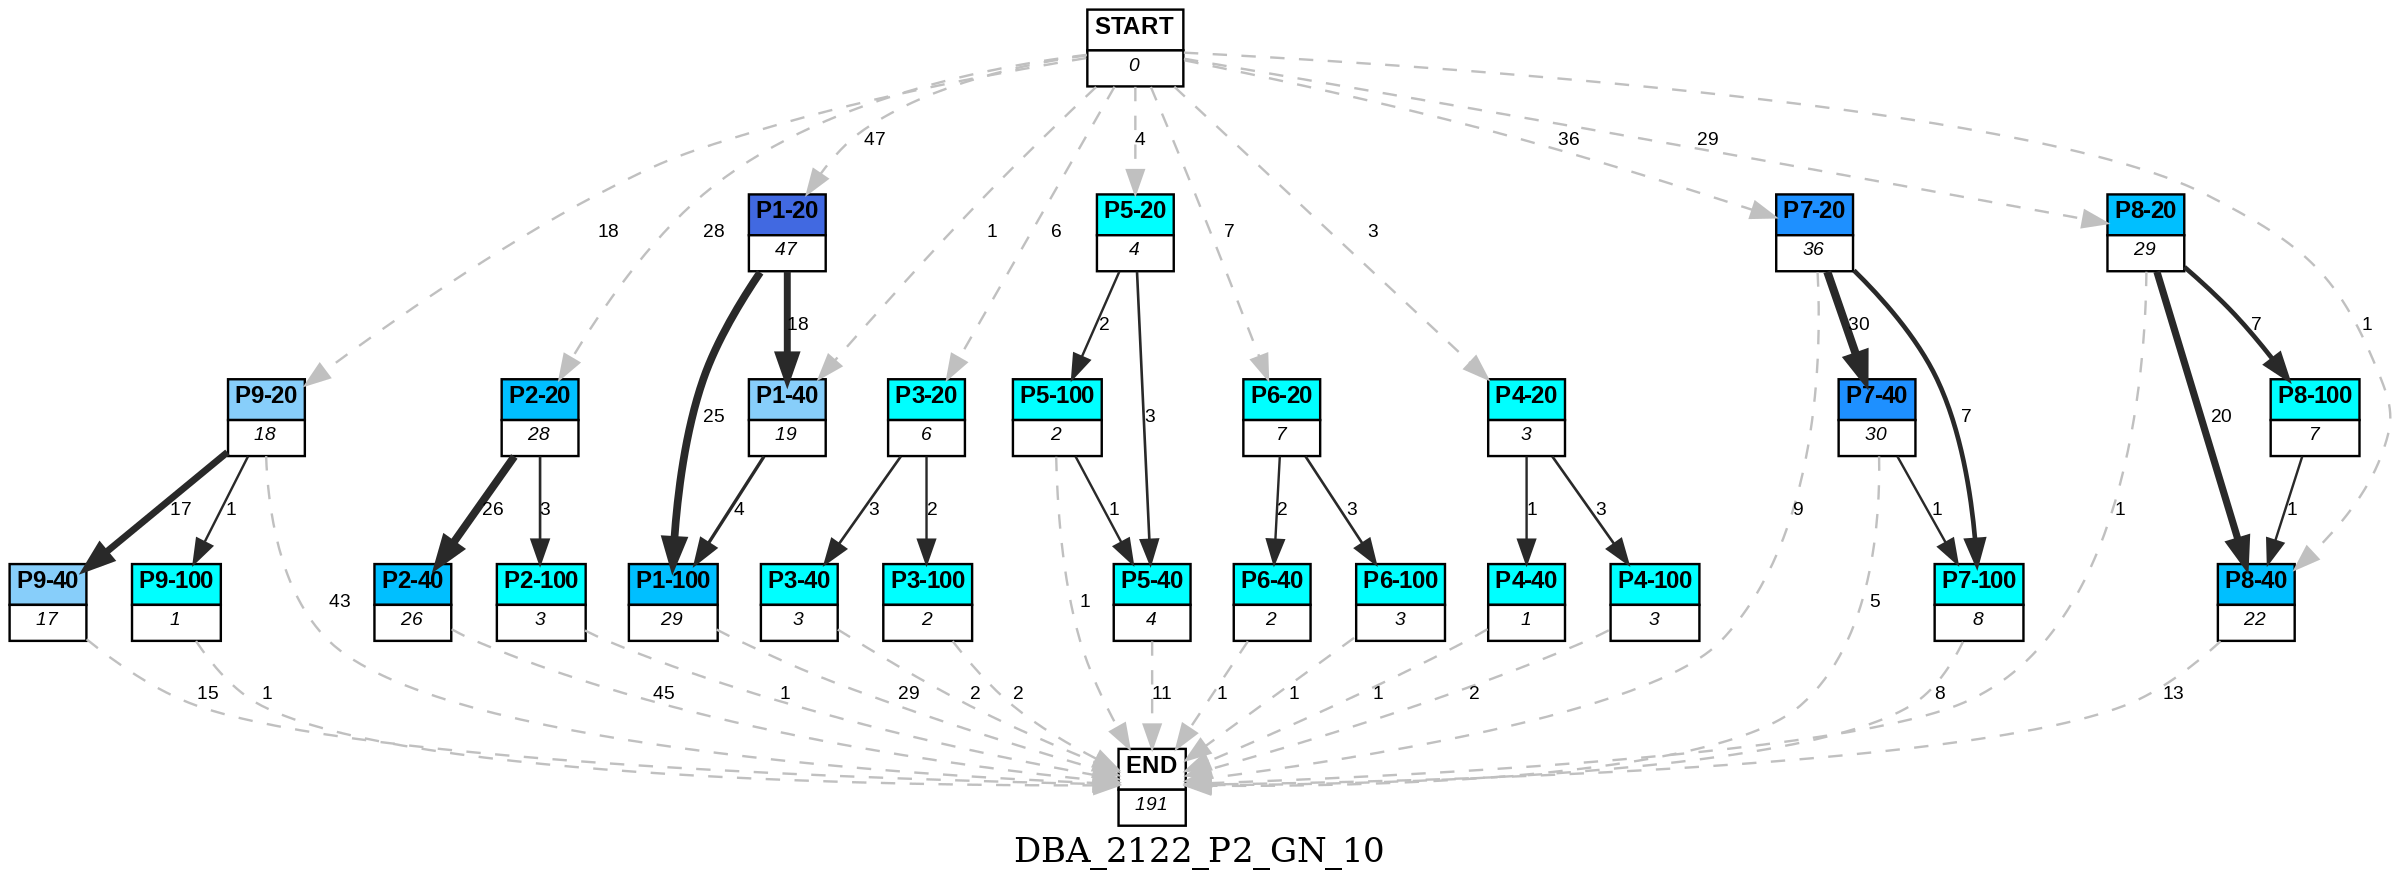 START
0
47
36
29
4
P1-20
47
P5-20
4
P7-20
36
P8-20
29
18
28
1
6
7
3
18
2
30
7
1
P9-20
18
P2-20
28
25
P1-40
19
P3-20
6
P5-100
2
3
P6-20
7
P4-20
3
P7-40
30
7
20
P8-100
7
17
1
26
3
4
3
2
1
2
3
1
3
9
1
1
1
P9-40
17
P9-100
1
43
P2-40
26
P2-100
3
P1-100
29
P3-40
3
P3-100
2
1
P5-40
4
P6-40
2
P6-100
3
P4-40
1
P4-100
3
5
P7-100
8
P8-40
22
15
1
45
1
29
2
2
11
1
1
1
2
8
13
END
191
DBA_2122_P2_GN_10